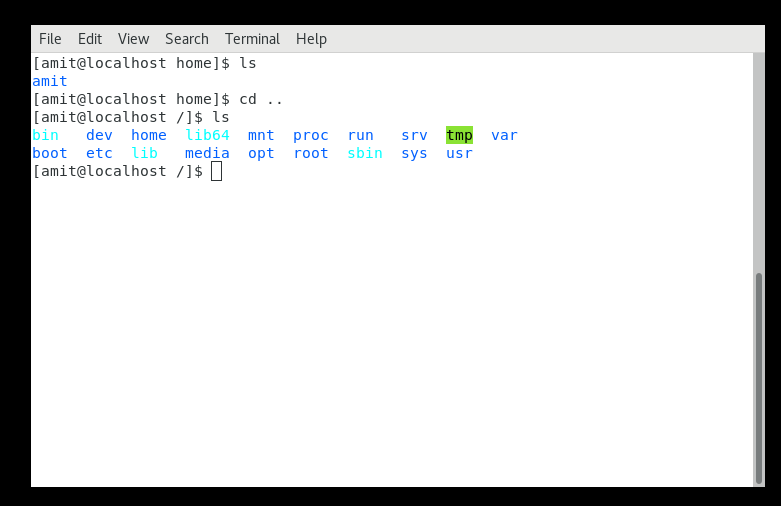 File Edit View Search Terminal Help
[amit@localhost home]$ ls
amit
[amit@localhost home]$ cd ..
[amit@localhost /]$ ls
bin dev home lib64 mnt proc run srv tmp var
boot etc lib media opt root sbin sys usr
[amit@localhost /]$